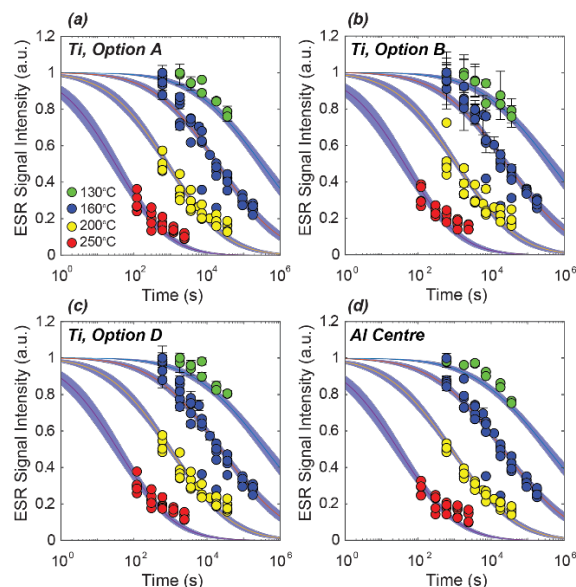 (a)
(b)
Ti, Option A
Ti, Option B
ESR Signal Intensity (a.u.)
1.2
1
0.8
0.6
0.4
0.2
0
130°C
160°C
200°C
250°C
10^0 10^2 10^4 10^6
Time (s)
ESR Signal Intensity (a.u.)
1.2
1
0.8
0.6
0.4
0.2
0
10^0 10^2 10^4 10^6
Time (s)
(c)
(d)
Ti, Option D
Al Centre
ESR Signal Intensity (a.u.)
1.2
1
0.8
0.6
0.4
0.2
0
10^0 10^2 10^4 10^6
Time (s)
ESR Signal Intensity (a.u.)
1.2
1
0.8
0.6
0.4
0.2
0
10^0 10^2 10^4 10^6
Time (s)